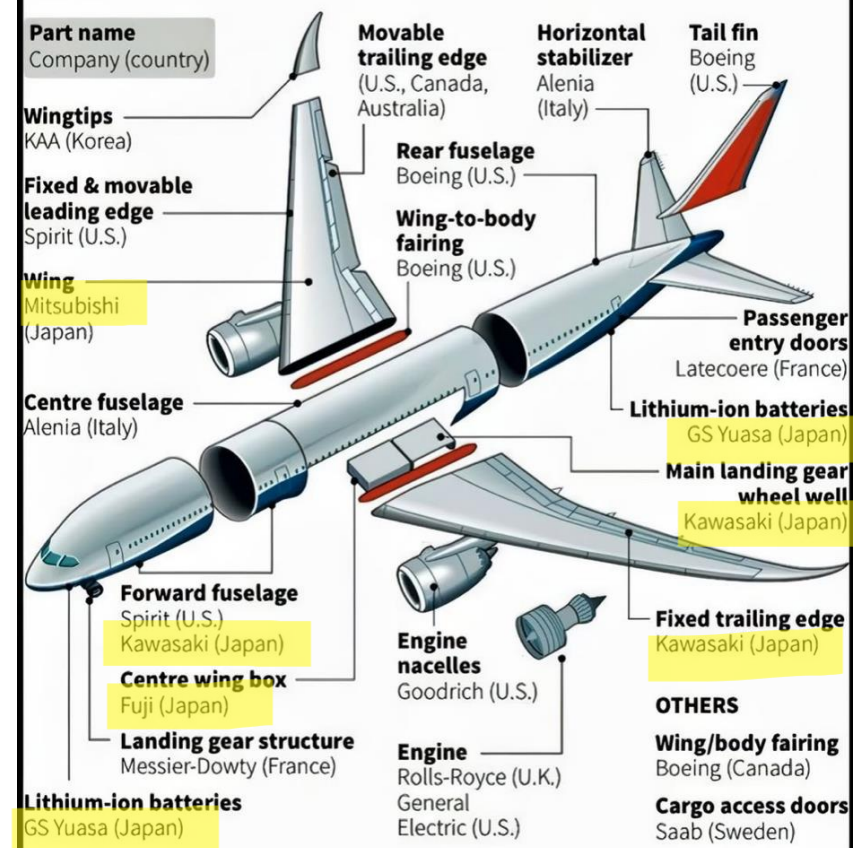 Part name
Company (country)
Wingtips
KAA (Korea)
Fixed & movable
leading edge
Spirit (U.S.)
Wing
Mitsubishi
(Japan)
Centre fuselage
Alenia (Italy)
Movable
trailing edge
(U.S., Canada,
Australia)
Rear fuselage
Boeing (U.S.)
Wing-to-body
fairing
Boeing (U.S.)
Horizontal
stabilizer
Alenia
(Italy)
Tail fin
Boeing
(U.S.)
Passenger
entry doors
Latecoere (France)
Lithium-ion batteries
GS Yuasa (Japan)
Main landing gear
wheel well
Kawasaki (Japan)
Forward fuselage
Spirit (U.S.)
Kawasaki (Japan)
Centre wing box
Fuji (Japan)
Landing gear structure
Messier-Dowty (France)
Lithium-ion batteries
GS Yuasa (Japan)
Engine
nacelles
Goodrich (U.S.)
Engine
Rolls-Royce (U.K.)
General
Electric (U.S.)
Fixed trailing edge
Kawasaki (Japan)
OTHERS
Wing/body fairing
Boeing (Canada)
Cargo access doors
Saab (Sweden)